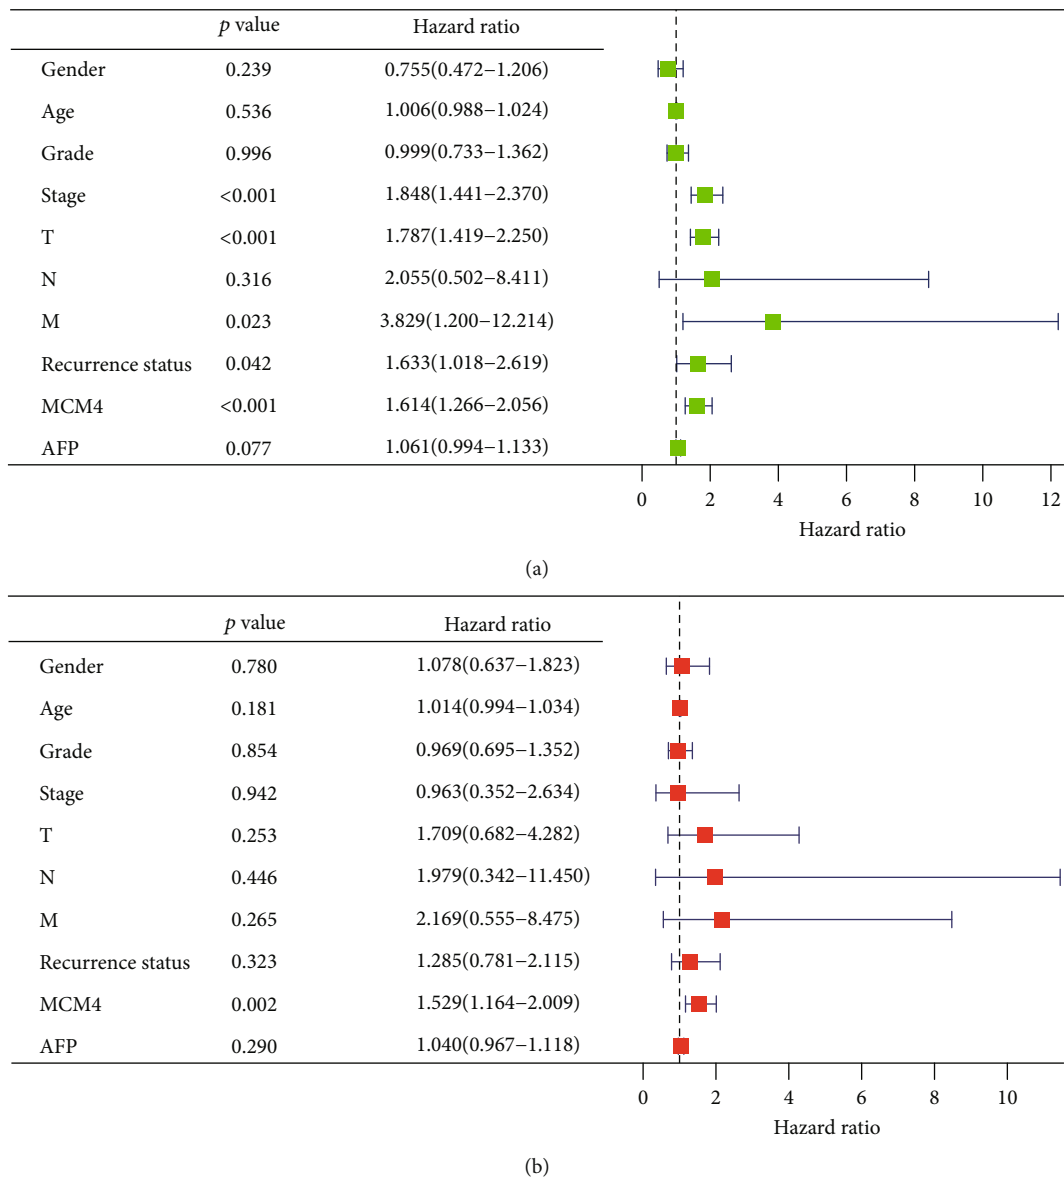 p value Hazard ratio
Gender 0.239 0.755(0.472−1.206)
Age 0.536 1.006(0.988−1.024)
Grade 0.996 0.999(0.733−1.362)
Stage <0.001 1.848(1.441−2.370)
T <0.001 1.787(1.419−2.250)
N 0.316 2.055(0.502−8.411)
M 0.023 3.829(1.200−12.214)
Recurrence status 0.042 1.633(1.018−2.619)
MCM4 <0.001 1.614(1.266−2.056)
AFP 0.077 1.061(0.994−1.133)
0 2 4 6 8 10 12
Hazard ratio
(a)
p value Hazard ratio
Gender 0.780 1.078(0.637−1.823)
Age 0.181 1.014(0.994−1.034)
Grade 0.854 0.969(0.695−1.352)
Stage 0.942 0.963(0.352−2.634)
T 0.253 1.709(0.682−4.282)
N 0.446 1.979(0.342−11.450)
M 0.265 2.169(0.555−8.475)
Recurrence status 0.323 1.285(0.781−2.115)
MCM4 0.002 1.529(1.164−2.009)
AFP 0.290 1.040(0.967−1.118)
0 2 4 6 8 10
Hazard ratio
(b)